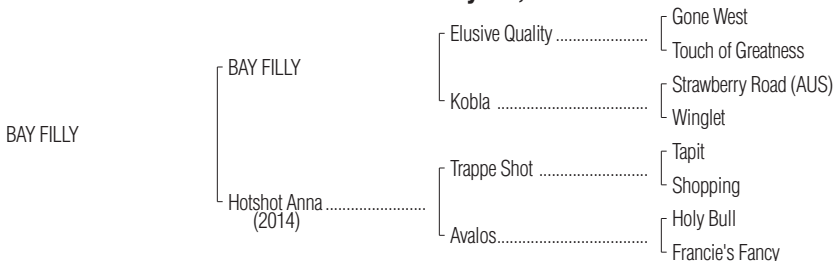 Gone West
Elusive Quality ......................
Touch of Greatness
BAY FILLY
Strawberry Road (AUS)
Kobla ....................................
Winglet
BAY FILLY
Tapit
Trappe Shot ..........................
Shopping
Hotshot Anna ........................
(2014)
Holy Bull
Avalos....................................
Francie's Fancy